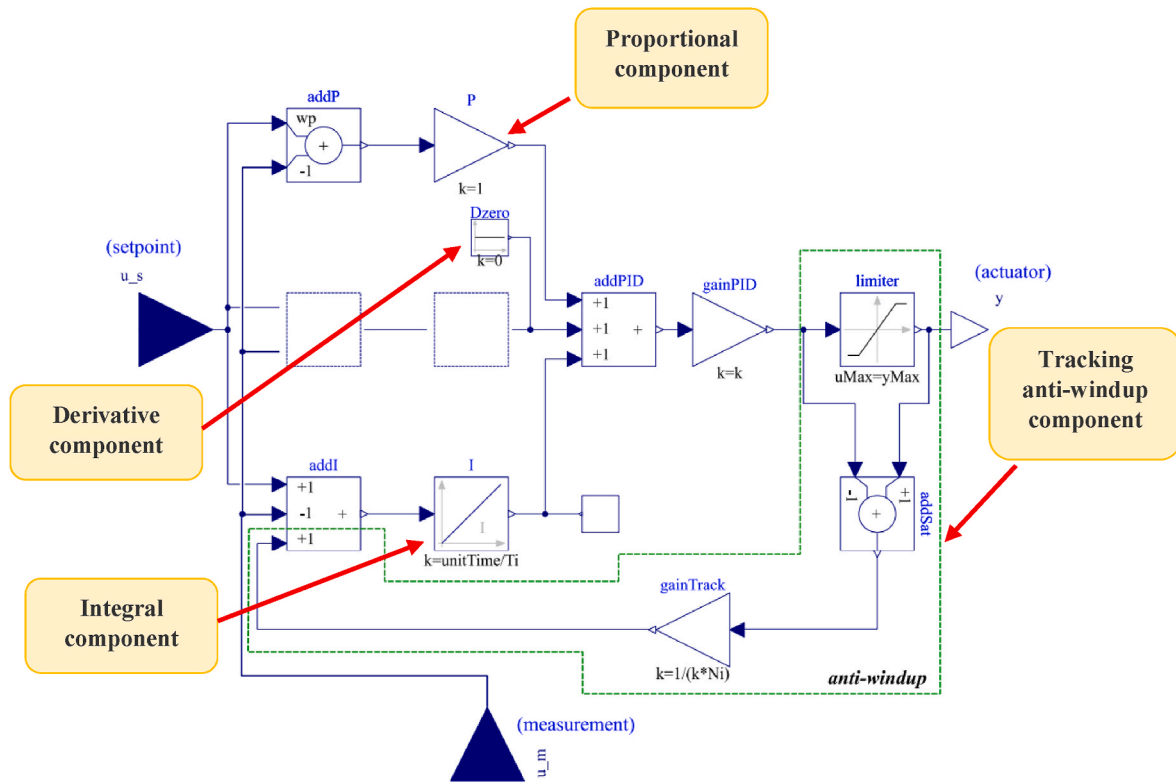 Proportional
component
addP
P
wp
+
-1
k=1
Dzero
k=0
(setpoint)
u_s
addPID
+1
+1
+
+1
gainPID
k=k
limiter
uMax=yMax
(actuator)
y
Tracking
anti-windup
component
Derivative
component
addI
+1
-1
+
+1
I
I
k=unitTime/Ti
-1
+1
+
addSat
Integral
component
gainTrack
k=1/(k*Ni)
anti-windup
(measurement)
u_m